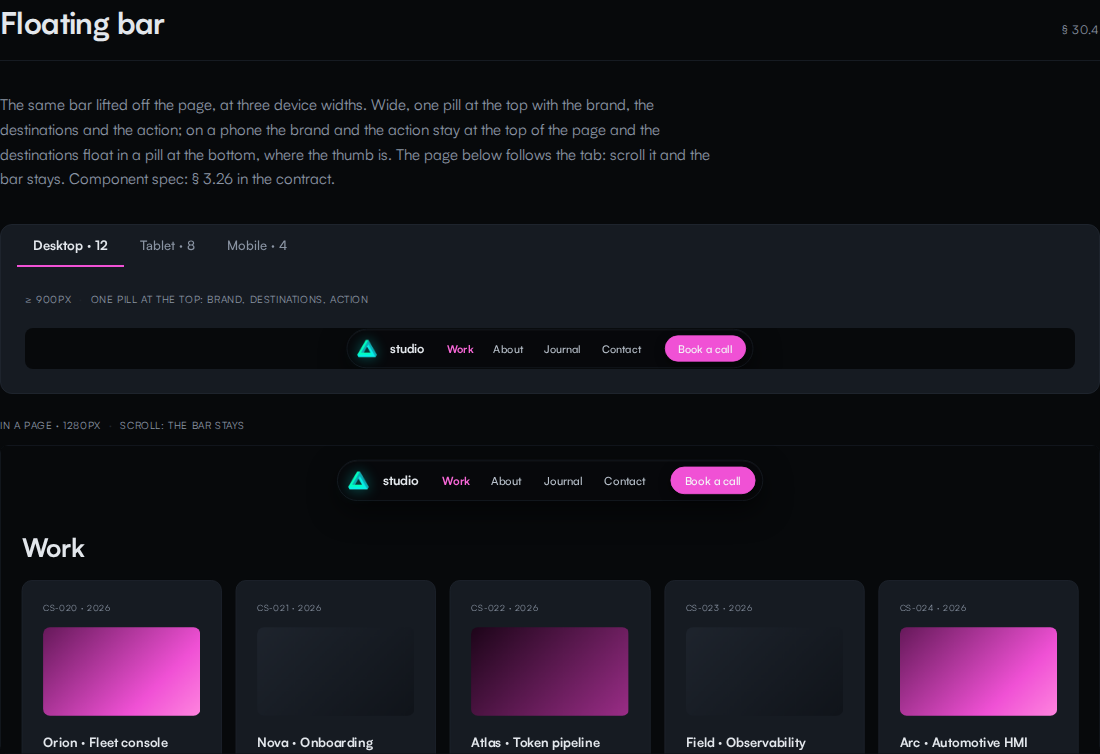 Floating bar
§ 30.4
The same bar lifted off the page, at three device widths. Wide, one pill at the top with the brand, the
destinations and the action; on a phone the brand and the action stay at the top of the page and the
destinations float in a pill at the bottom, where the thumb is. The page below follows the tab: scroll it and the
bar stays. Component spec: § 3.26 in the contract.
Desktop · 12 Tablet · 8 Mobile · 4
≥ 900PX ONE PILL AT THE TOP: BRAND, DESTINATIONS, ACTION
studio Work About Journal Contact Book a call
IN A PAGE · 1280PX · SCROLL: THE BAR STAYS
studio Work About Journal Contact Book a call
Work
CS-020 · 2026 CS-021 · 2026 CS-022 · 2026 CS-023 · 2026 CS-024 · 2026
Orion · Fleet console Nova · Onboarding Atlas · Token pipeline Field · Observability Arc · Automotive HMI